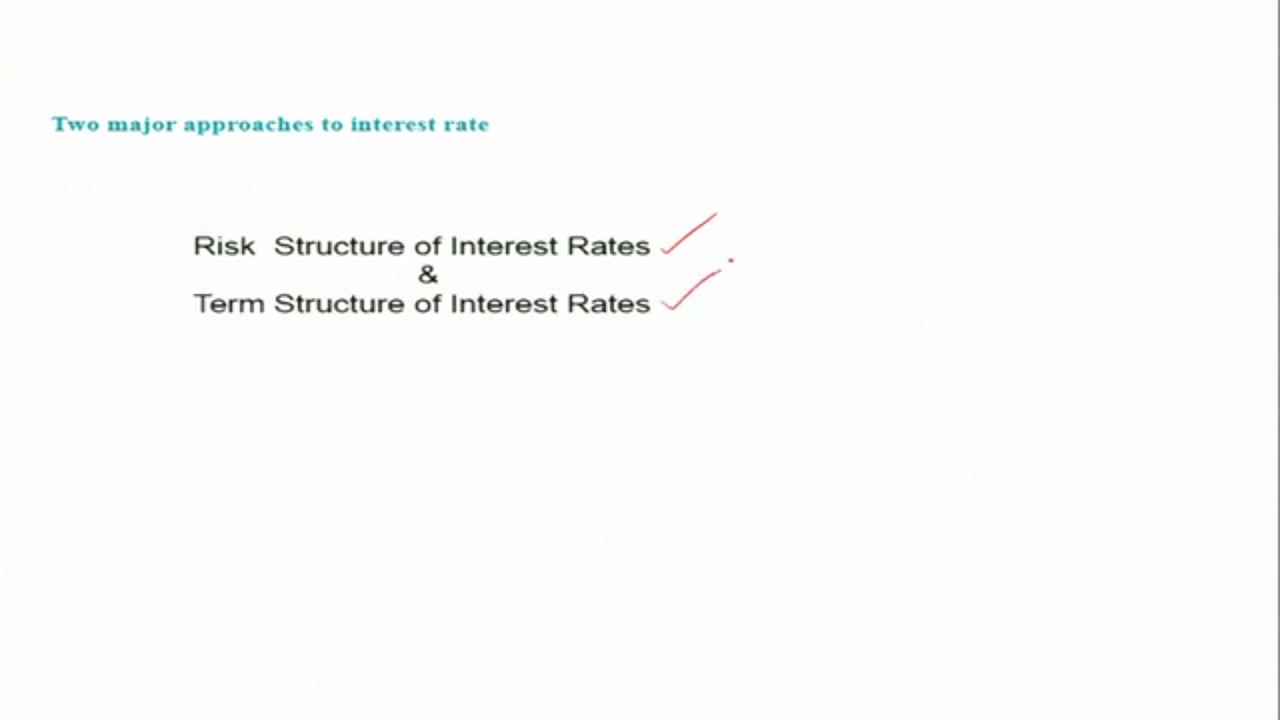 Two major approaches to interest rate
Risk Structure of Interest Rates
&
Term Structure of Interest Rates